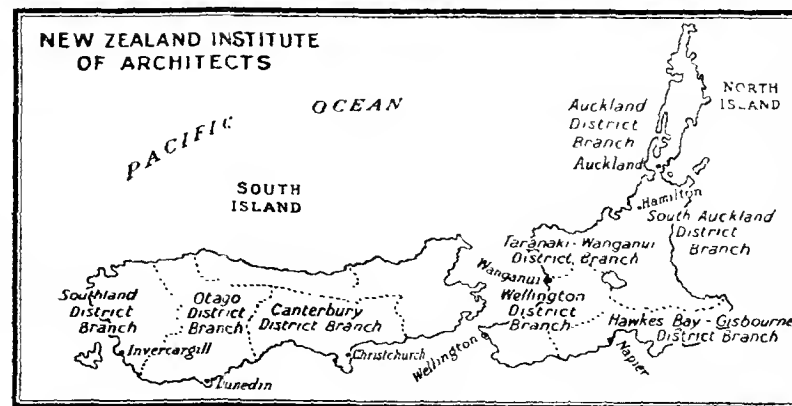 NEW ZEALAND INSTITUTE
OF ARCHITECTS
PACIFIC OCEAN
NORTH
ISLAND
SOUTH
ISLAND
Auckland
District
Branch
Auckland
Hamilton
South Auckland
District
Branch
Taranaki-Wanganui
District Branch
Wanganui
Wellington
District
Branch
Hawkes Bay - Gisbourne
District Branch
Napier
Wellington
Southland
District
Branch
Otago
District
Branch
Canterbury
District Branch
Invercargill
Dunedin
Christchurch